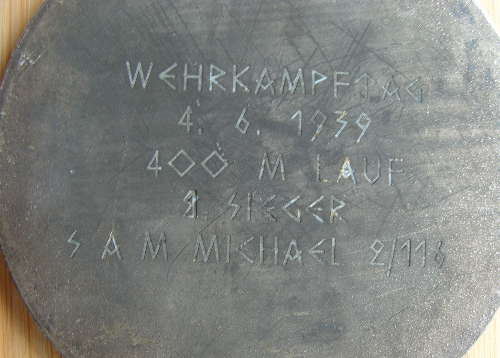 WEHRKAMPFTAG
4. 6. 1939
400 M LAUF
SIEGER
S A M MICHAEL 2/118